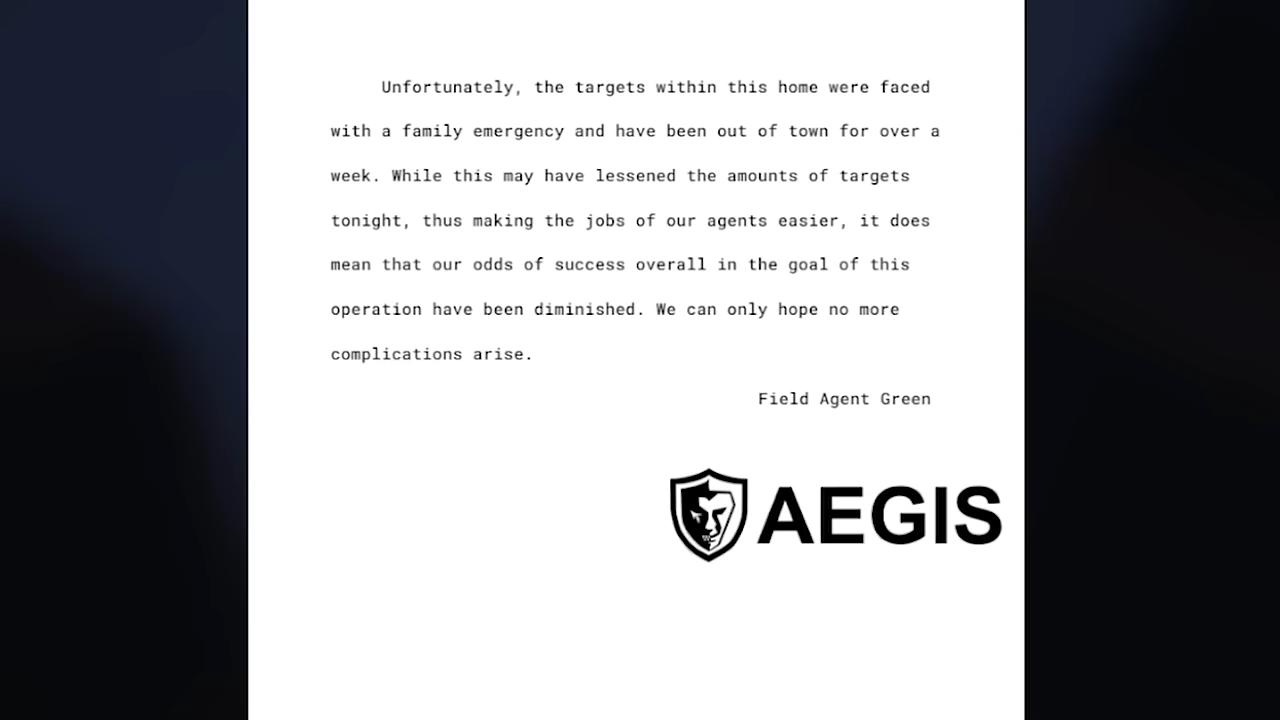 Unfortunately, the targets within this home were faced
with a family emergency and have been out of town for over a
week. While this may have lessened the amounts of targets
tonight, thus making the jobs of our agents easier, it does
mean that our odds of success overall in the goal of this
operation have been diminished. We can only hope no more
complications arise.
Field Agent Green
AEGIS